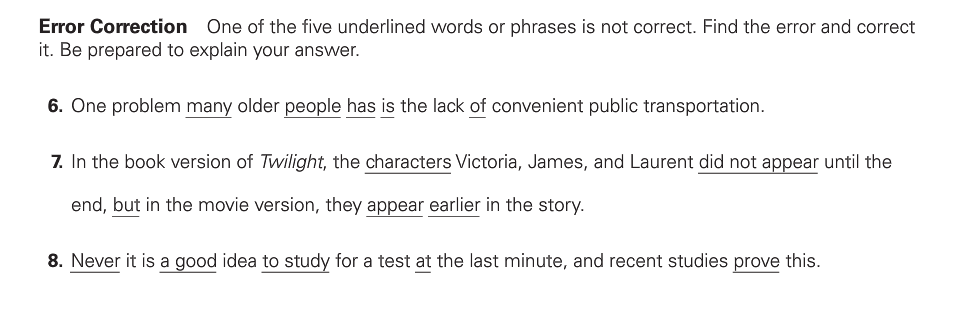 Error Correction One of the five underlined words or phrases is not correct. Find the error and correct
it. Be prepared to explain your answer.
6. One problem many older people has is the lack of convenient public transportation.
7. In the book version of Twilight, the characters Victoria, James, and Laurent did not appear until the
end, but in the movie version, they appear earlier in the story.
8. Never it is a good idea to study for a test at the last minute, and recent studies prove this.